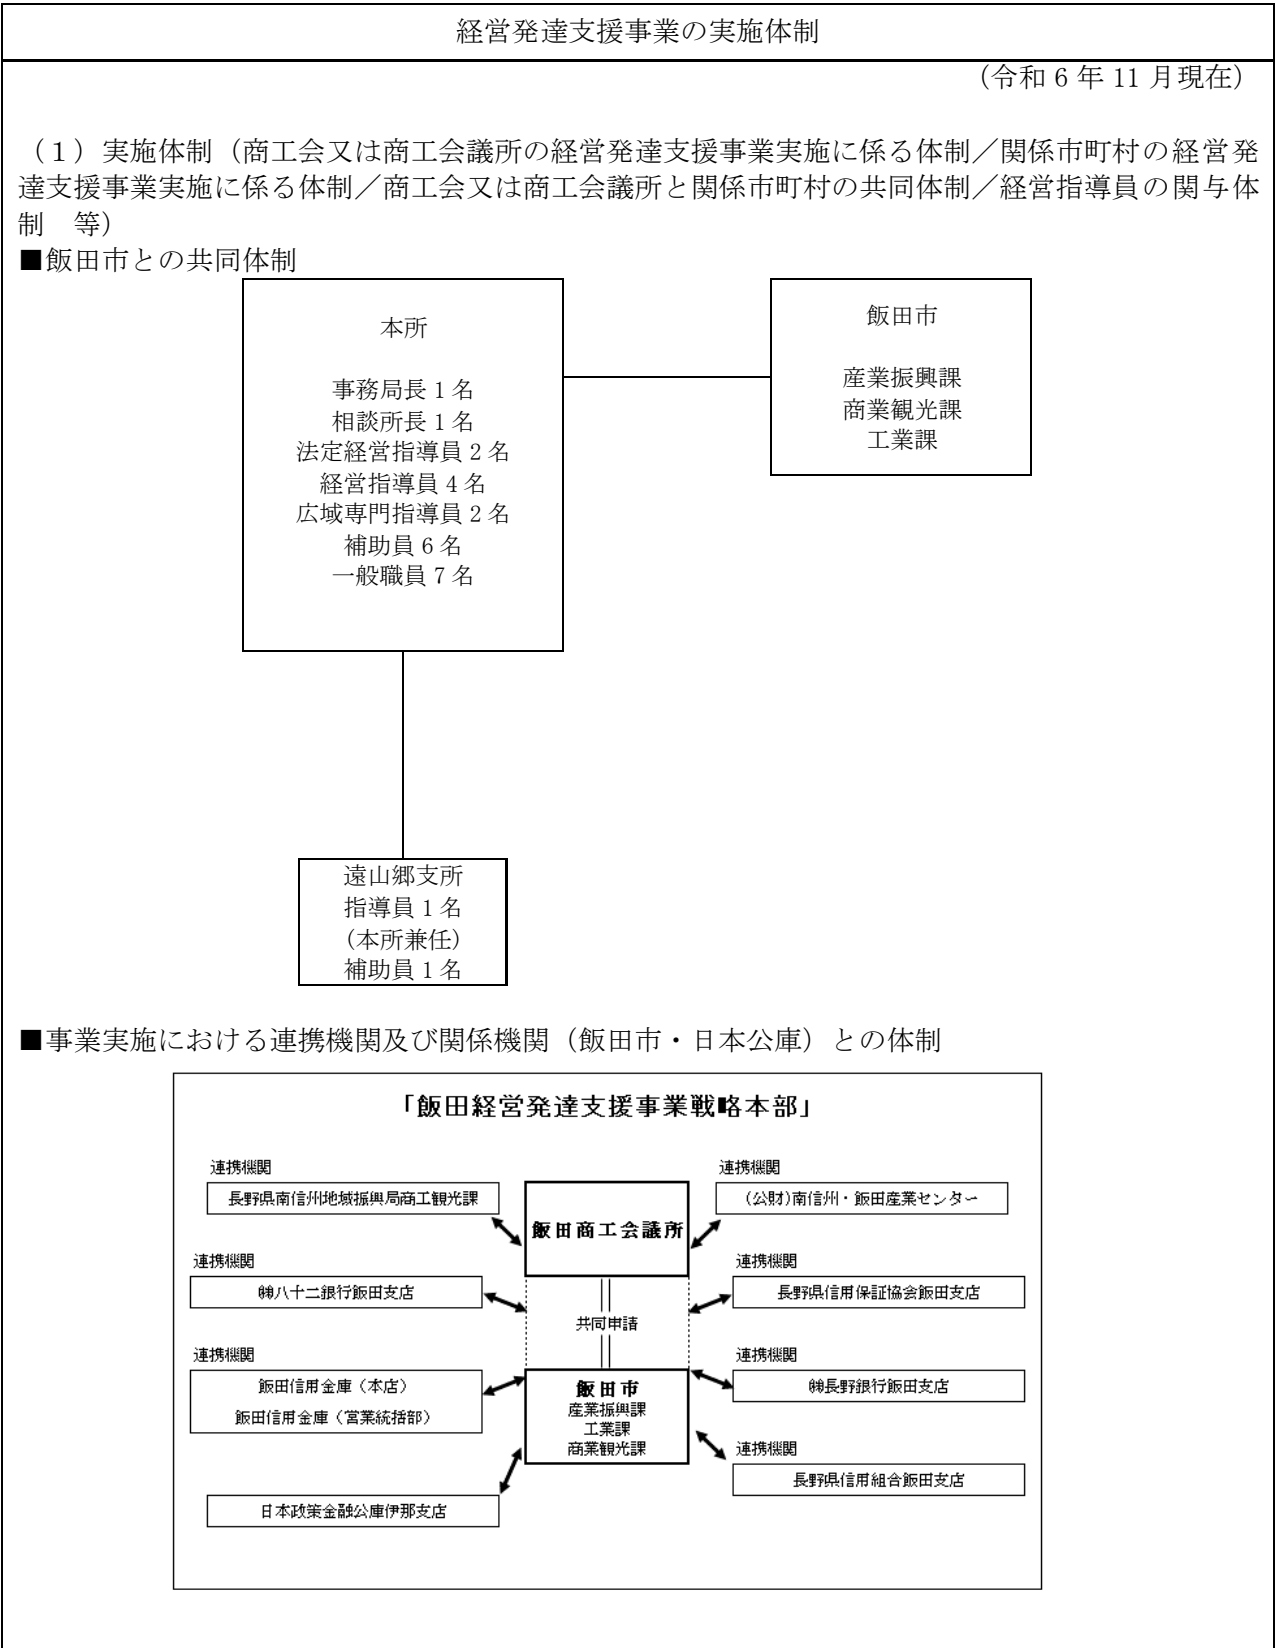 経営発達支援事業の実施体制
（令和 6 年 11 月現在）
（１）実施体制（商工会又は商工会議所の経営発達支援事業実施に係る体制／関係市町村の経営発
達支援事業実施に係る体制／商工会又は商工会議所と関係市町村の共同体制／経営指導員の関与体
制　等）
■飯田市との共同体制
本所
事務局長 1 名
相談所長 1 名
法定経営指導員 2 名
経営指導員 4 名
広域専門指導員 2 名
補助員 6 名
一般職員 7 名
飯田市
産業振興課
商業観光課
工業課
遠山郷支所
指導員 1 名
（本所兼任）
補助員 1 名
■事業実施における連携機関及び関係機関（飯田市・日本公庫）との体制
「飯田経営発達支援事業戦略本部」
連携機関
長野県南信州地域振興局商工観光課
連携機関
㈱八十二銀行飯田支店
連携機関
飯田信用金庫（本店）
飯田信用金庫（営業統括部）
日本政策金融公庫伊那支店
飯田商工会議所
共同申請
飯田市
産業振興課
工業課
商業観光課
連携機関
(公財)南信州・飯田産業センター
連携機関
長野県信用保証協会飯田支店
連携機関
㈱長野銀行飯田支店
連携機関
長野県信用組合飯田支店